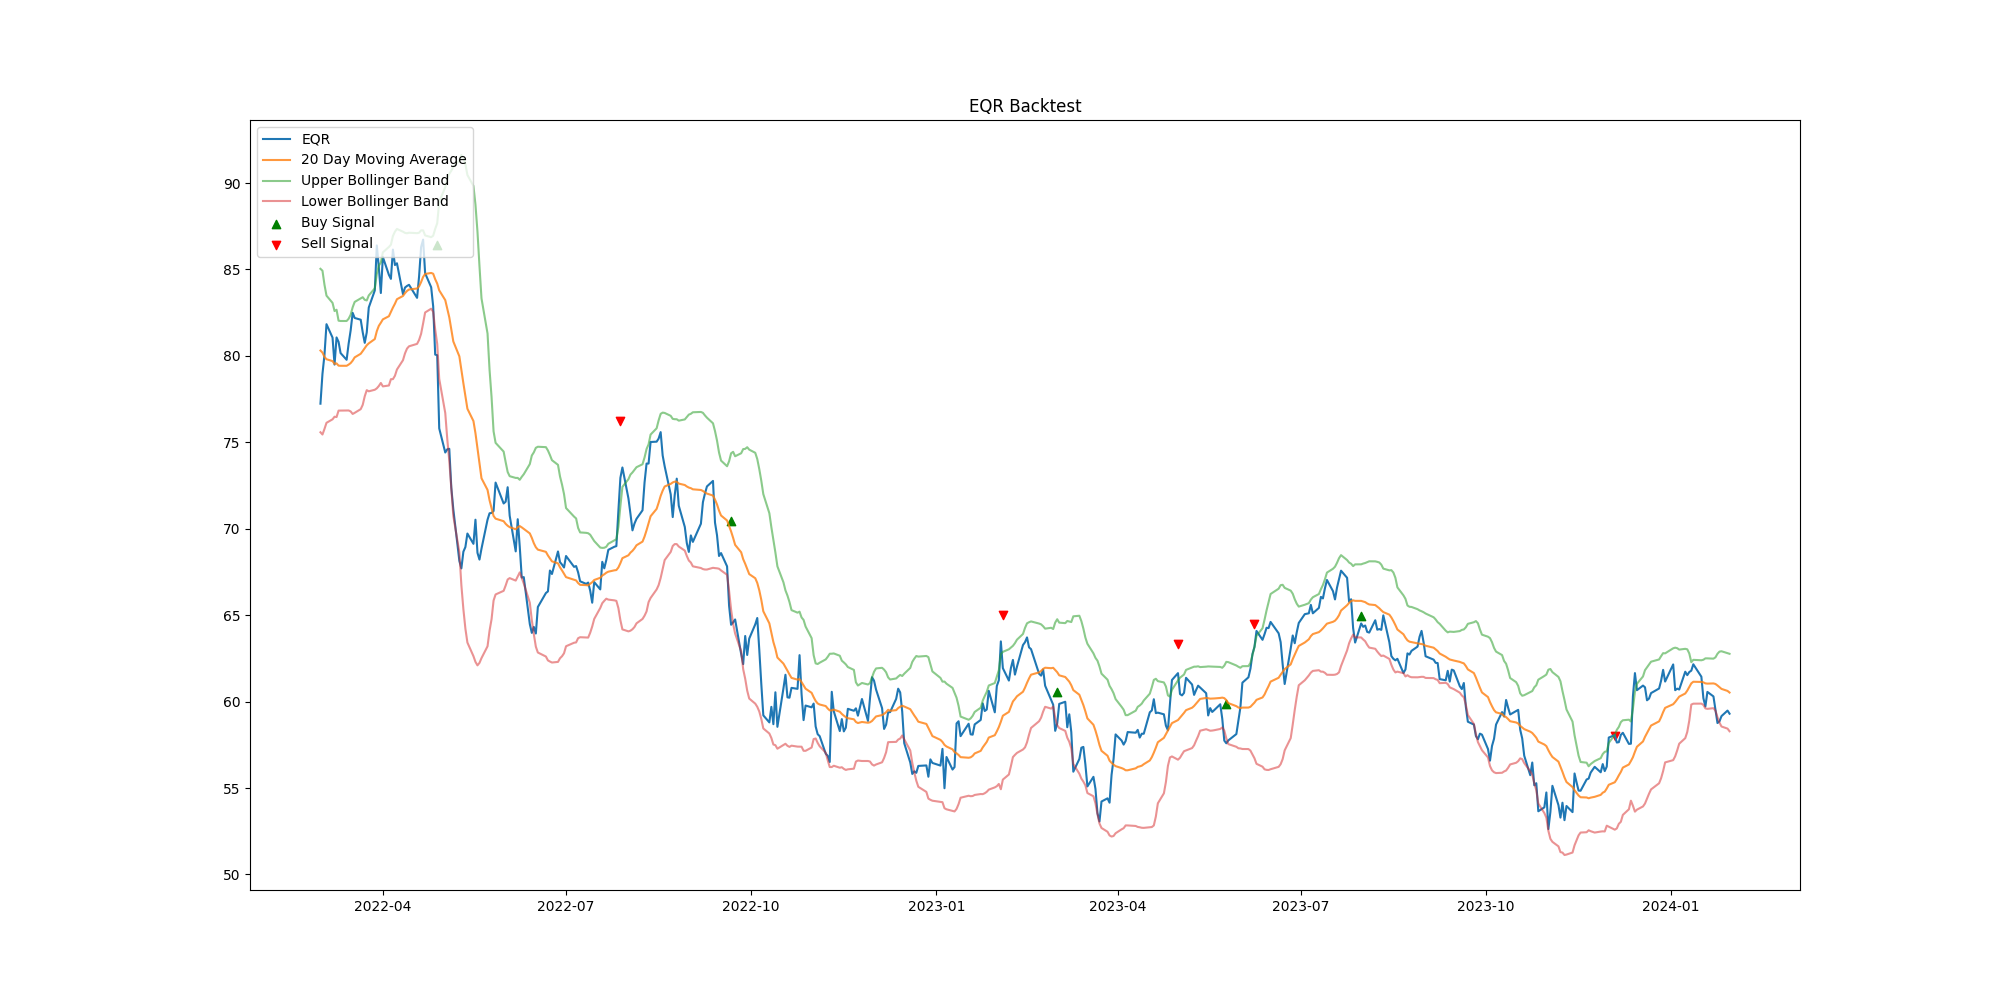 EQR Backtest
EQR
20 Day Moving Average
Upper Bollinger Band
Lower Bollinger Band
Buy Signal
Sell Signal
90
85
80
75
70
65
60
55
50
2022-04 2022-07 2022-10 2023-01 2023-04 2023-07 2023-10 2024-01